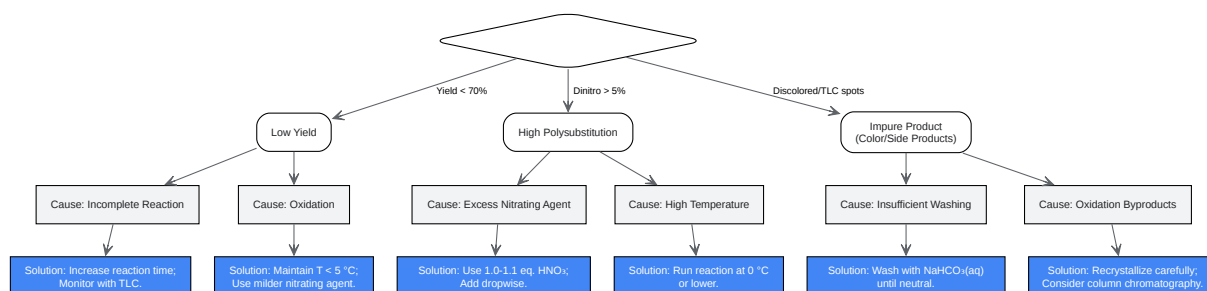 Yield < 70%
Dinitro > 5%
Discolored/TLC spots
Low Yield
High Polysubstitution
Impure Product
(Color/Side Products)
Cause: Incomplete Reaction
Cause: Oxidation
Cause: Excess Nitrating Agent
Cause: High Temperature
Cause: Insufficient Washing
Cause: Oxidation Byproducts
Solution: Increase reaction time;
Monitor with TLC.
Solution: Maintain T < 5 °C;
Use milder nitrating agent.
Solution: Use 1.0-1.1 eq. HNO₃;
Add dropwise.
Solution: Run reaction at 0 °C
or lower.
Solution: Wash with NaHCO₃(aq)
until neutral.
Solution: Recrystallize carefully;
Consider column chromatography.